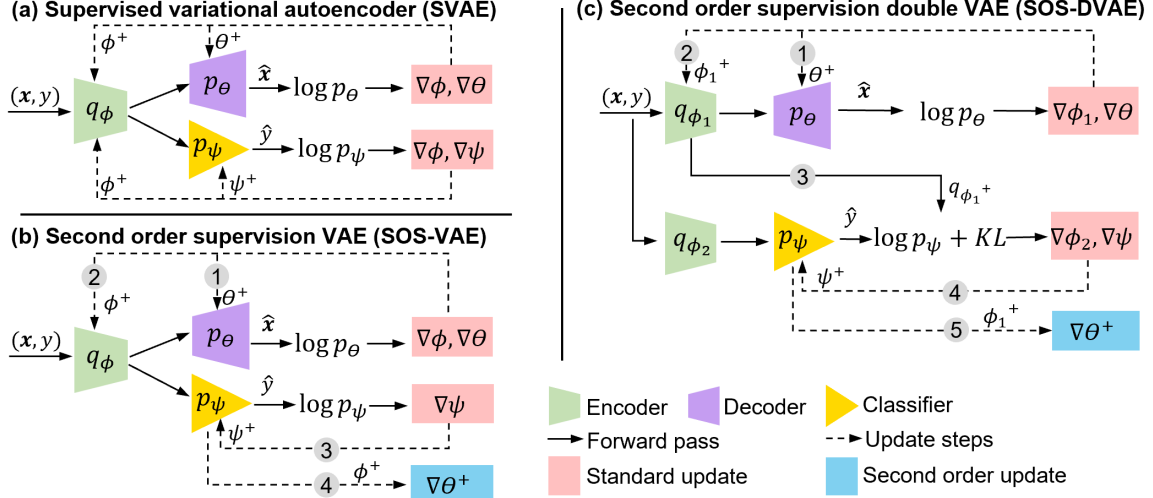 (a) Supervised variational autoencoder (SVAE)
ϕ⁺
θ⁺
(𝒙, y)
q_ϕ
p_θ
x̂
log p_θ
∇ϕ, ∇θ
p_ψ
ŷ
log p_ψ
∇ϕ, ∇ψ
ϕ⁺
ψ⁺
(b) Second order supervision VAE (SOS-VAE)
2
1
ϕ⁺
θ⁺
(𝒙, y)
q_ϕ
p_θ
x̂
log p_θ
∇ϕ, ∇θ
p_ψ
ŷ
log p_ψ
∇ψ
ψ⁺
3
4
ϕ⁺
∇θ⁺
(c) Second order supervision double VAE (SOS-DVAE)
2
1
ϕ₁⁺
θ⁺
(𝒙, y)
q_ϕ₁
p_θ
x̂
log p_θ
∇ϕ₁, ∇θ
3
q_ϕ₁⁺
q_ϕ₂
p_ψ
ŷ
log p_ψ + KL
∇ϕ₂, ∇ψ
ψ⁺
4
5
ϕ₁⁺
∇θ⁺
Encoder
Decoder
Classifier
Forward pass
Update steps
Standard update
Second order update